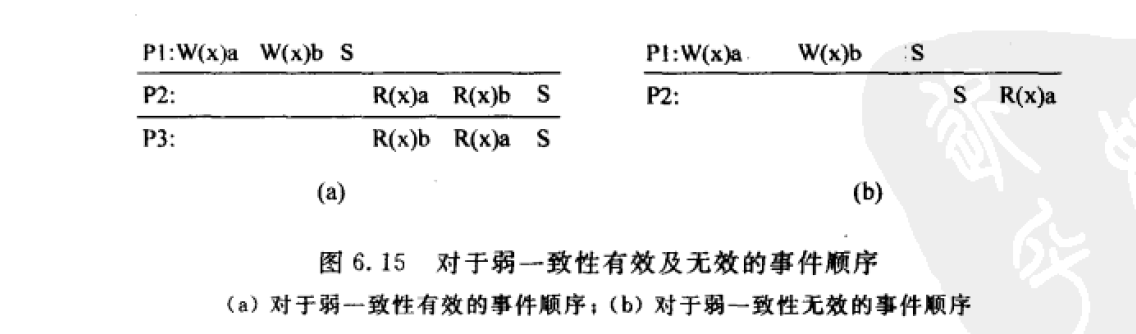 P1:W(x)a W(x)b S
P2: R(x)a R(x)b S
P3: R(x)b R(x)a S
(a)
P1:W(x)a W(x)b S
P2: S R(x)a
(b)
图 6.15 对于弱一致性有效及无效的事件顺序
(a) 对于弱一致性有效的事件顺序；(b) 对于弱一致性无效的事件顺序